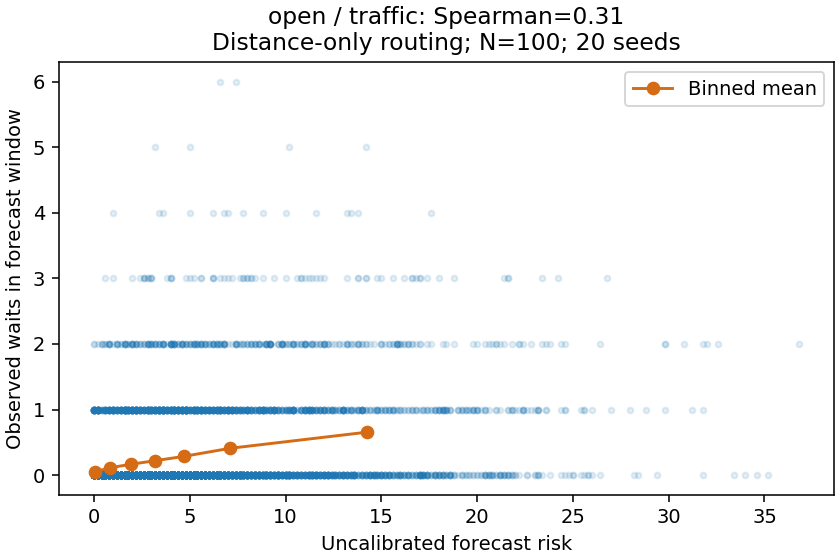 open / traffic: Spearman=0.31
Distance-only routing; N=100; 20 seeds
Binned mean
Observed waits in forecast window
6
5
4
3
2
1
0
0 5 10 15 20 25 30 35
Uncalibrated forecast risk